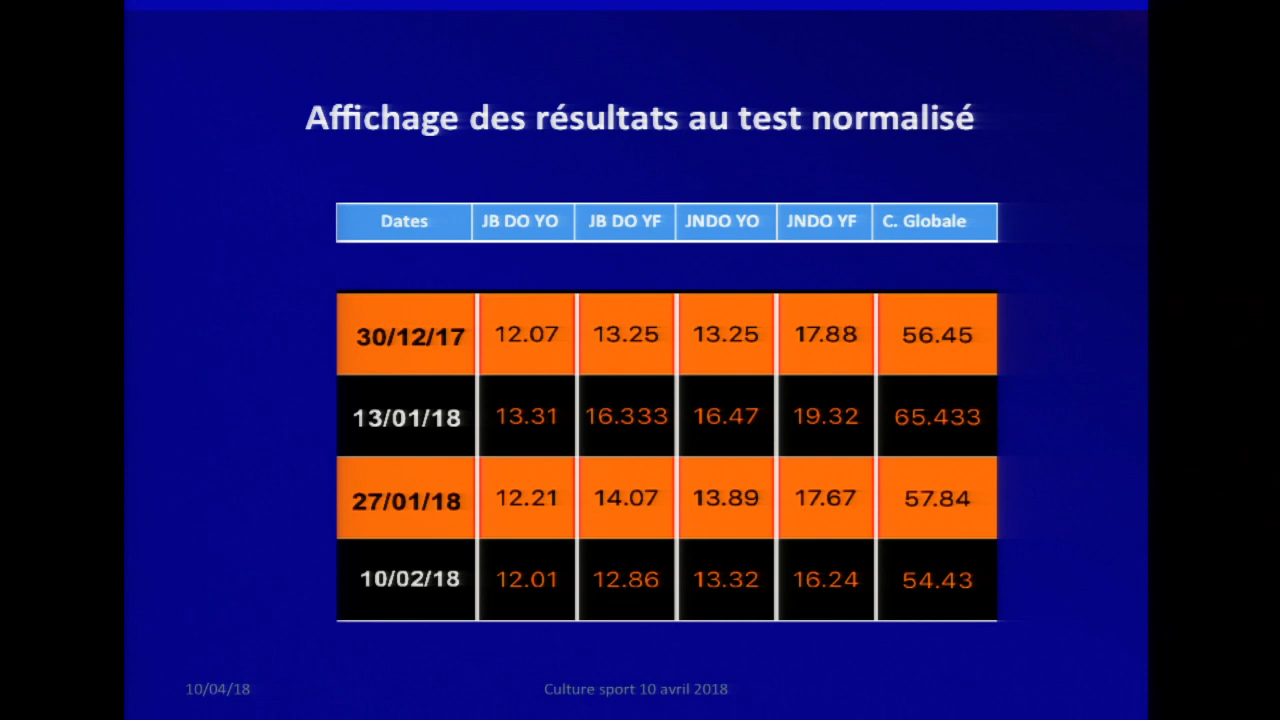 Affichage des résultats au test normalisé
Dates JB DO YO JB DO YF JNDO YO JNDO YF C. Globale
30/12/17 12.07 13.25 13.25 17.88 56.45
13/01/18 13.31 16.333 16.47 19.32 65.433
27/01/18 12.21 14.07 13.89 17.67 57.84
10/02/18 12.01 12.86 13.32 16.24 54.43
10/04/18 Culture sport 10 avril 2018